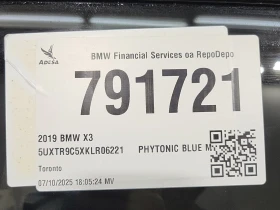 Apesa
BMW Financial Services oa RepoDepo
791721
2019 BMW X3
5UXTR9C5XKLR06221 PHYTONIC BLUE M
Toronto
07/10/2025 18:05:24 MV